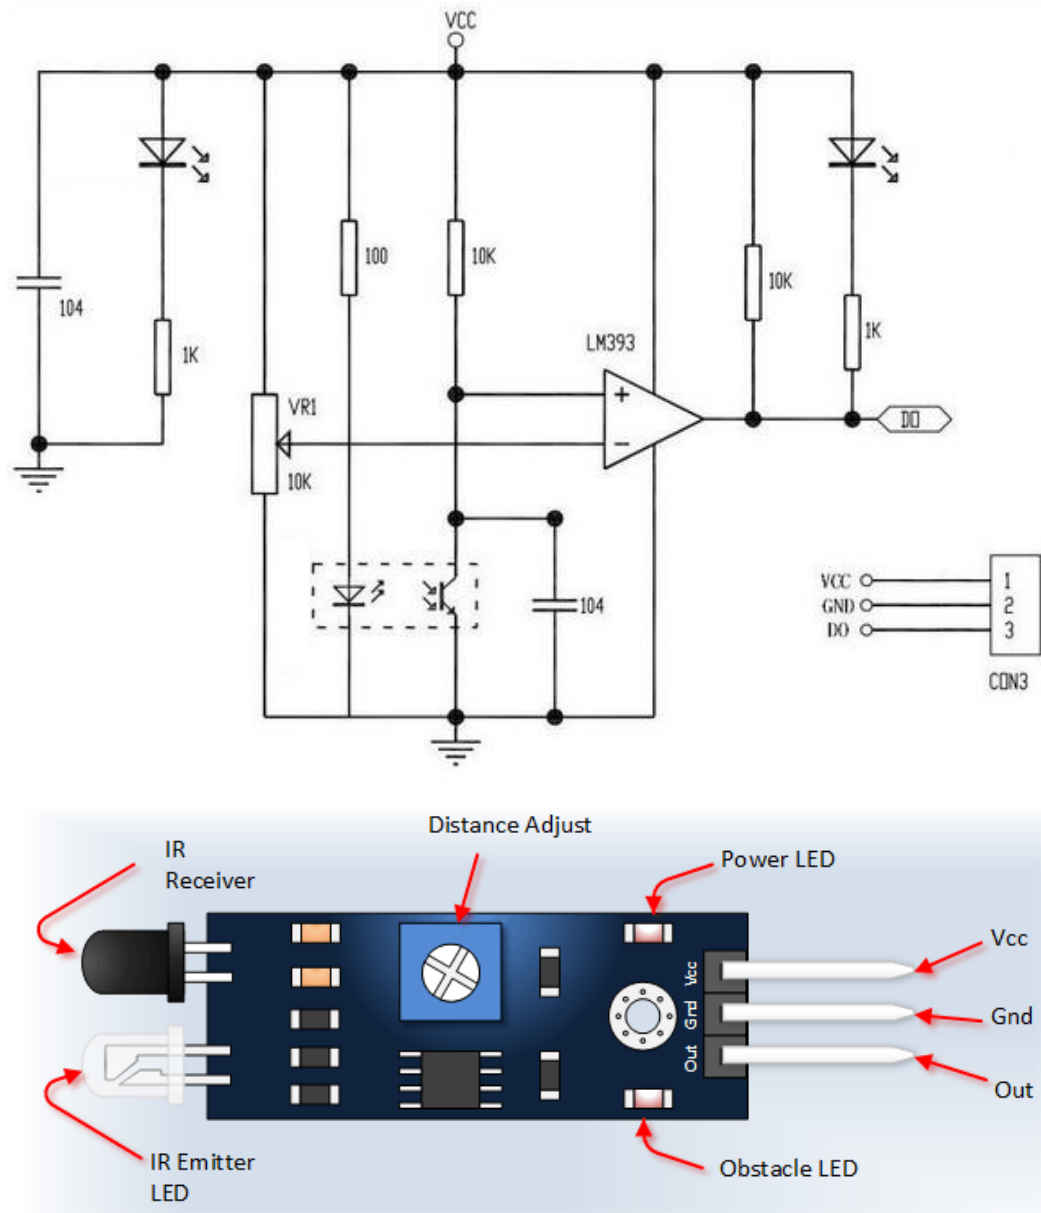 VCC
104
1K
VR1
10K
100
10K
LM393
+
−
104
10K
1K
DO
VCC
GND
DO
1
2
3
CON3
Distance Adjust
IR
Receiver
Power LED
Vcc
Gnd
Out
Vcc
Gnd
Out
IR Emitter
LED
Obstacle LED